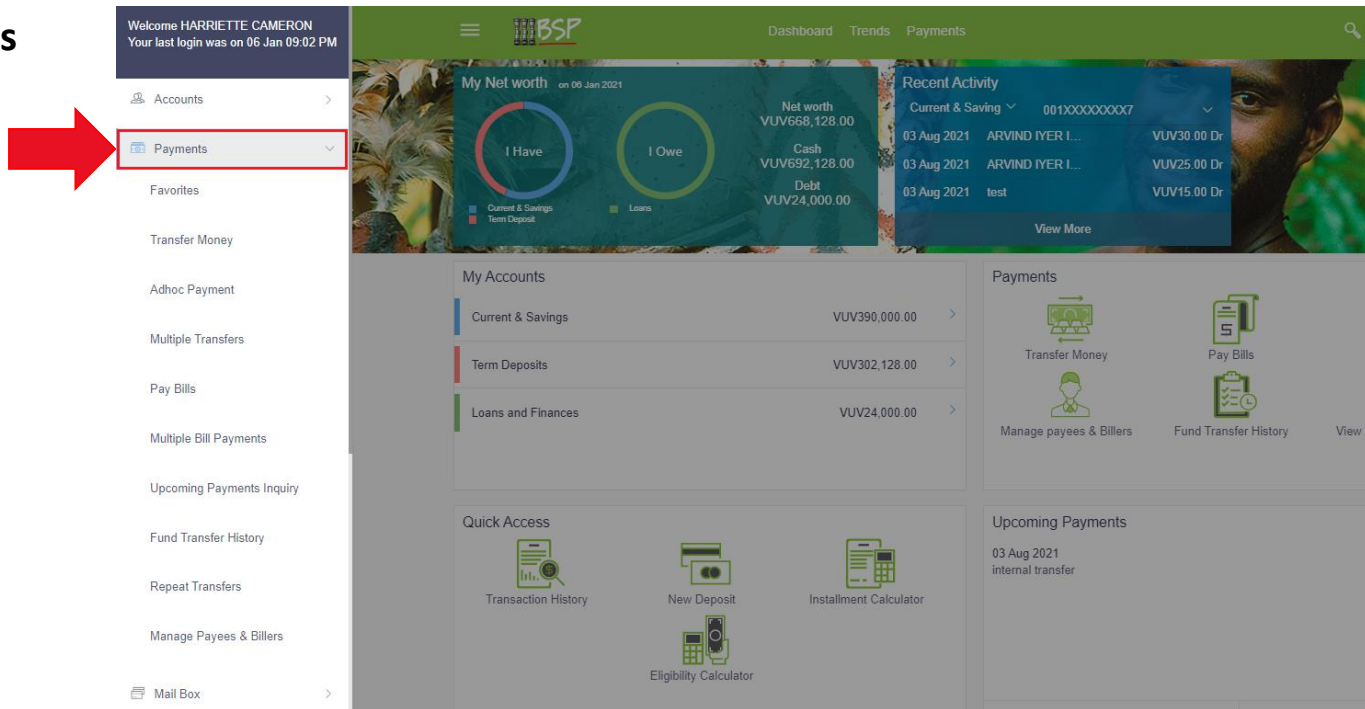 s
Welcome HARRIETTE CAMERON
Your last login was on 06 Jan 09:02 PM
Accounts
Payments
Favorites
Transfer Money
Adhoc Payment
Multiple Transfers
Pay Bills
Multiple Bill Payments
Upcoming Payments Inquiry
Fund Transfer History
Repeat Transfers
Manage Payees & Billers
Mail Box
BSP
Dashboard Trends Payments
My Net worth on 06 Jan 2021
I Have
I Owe
Current & Savings
Term Deposit
Loans
Net worth
VUV668,128.00
Cash
VUV692,128.00
Debt
VUV24,000.00
Recent Activity
Current & Saving 001XXXXXXXXX7
03 Aug 2021 ARVIND IYER I... VUV30.00 Dr
03 Aug 2021 ARVIND IYER I... VUV25.00 Dr
03 Aug 2021 test VUV15.00 Dr
View More
My Accounts
Current & Savings VUV390,000.00
Term Deposits VUV302,128.00
Loans and Finances VUV24,000.00
Payments
Transfer Money
Pay Bills
Manage payees & Billers
Fund Transfer History
View
Quick Access
Transaction History
New Deposit
Installment Calculator
Eligibility Calculator
Upcoming Payments
03 Aug 2021
internal transfer